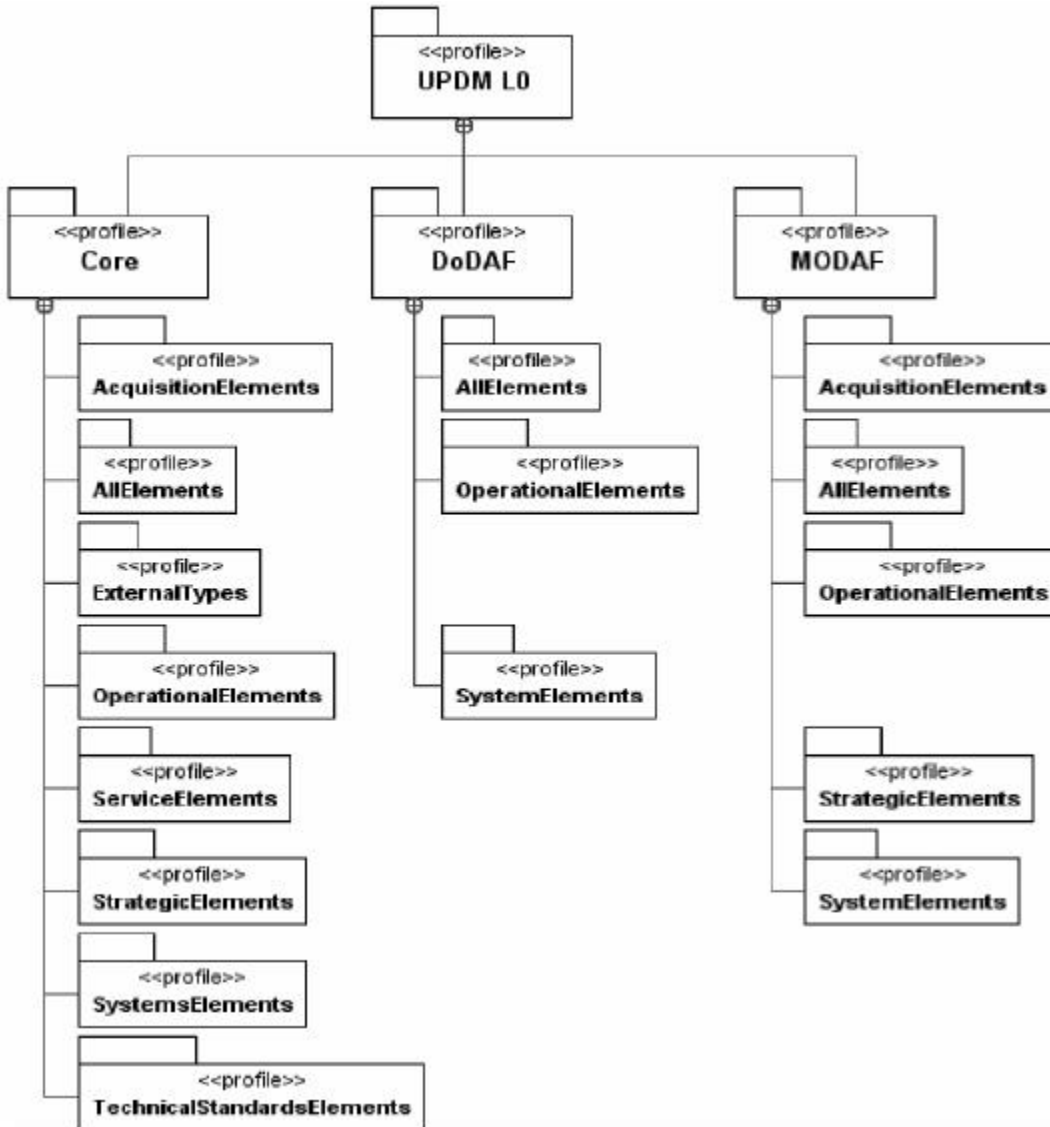 <<profile>>
UPDM L0
<<profile>>
Core
<<profile>>
DoDAF
<<profile>>
MODAF
<<profile>>
AcquisitionElements
<<profile>>
AllElements
<<profile>>
ExternalTypes
<<profile>>
OperationalElements
<<profile>>
ServiceElements
<<profile>>
StrategicElements
<<profile>>
SystemsElements
<<profile>>
TechnicalStandardsElements
<<profile>>
AllElements
<<profile>>
OperationalElements
<<profile>>
SystemElements
<<profile>>
AcquisitionElements
<<profile>>
AllElements
<<profile>>
OperationalElements
<<profile>>
StrategicElements
<<profile>>
SystemElements